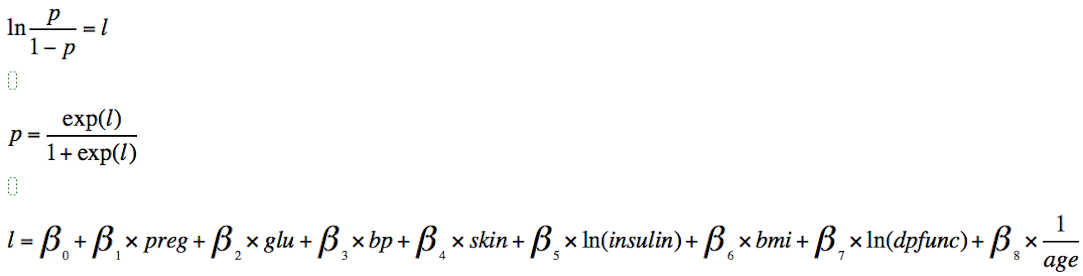 ln p/(1 − p) = l
p = exp(l)/(1 + exp(l))
l = β₀ + β₁ × preg + β₂ × glu + β₃ × bp + β₄ × skin + β₅ × ln(insulin) + β₆ × bmi + β₇ × ln(dpfunc) + β₈ × 1/age